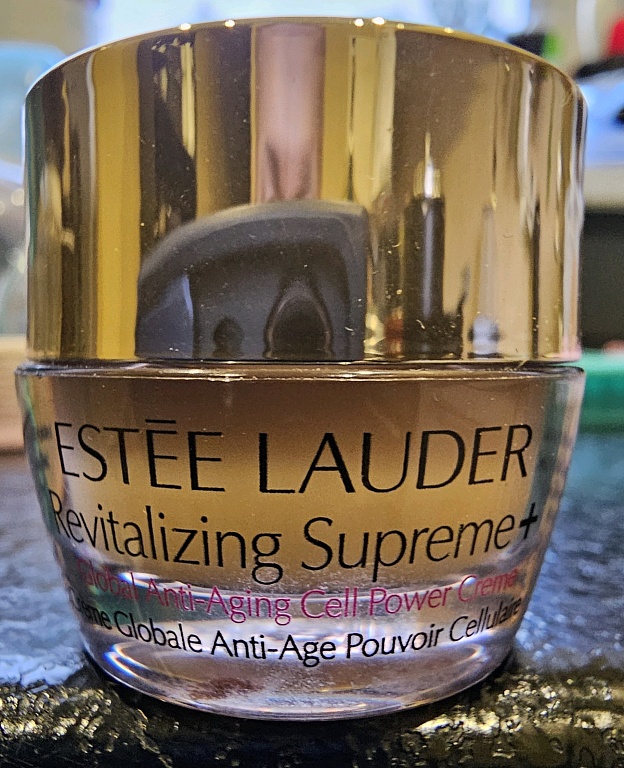 ESTĒE LAUDER
Revitalizing Supreme+
Global Anti-Aging Cell Power Creme
Crème Globale Anti-Age Pouvoir Cellulaire